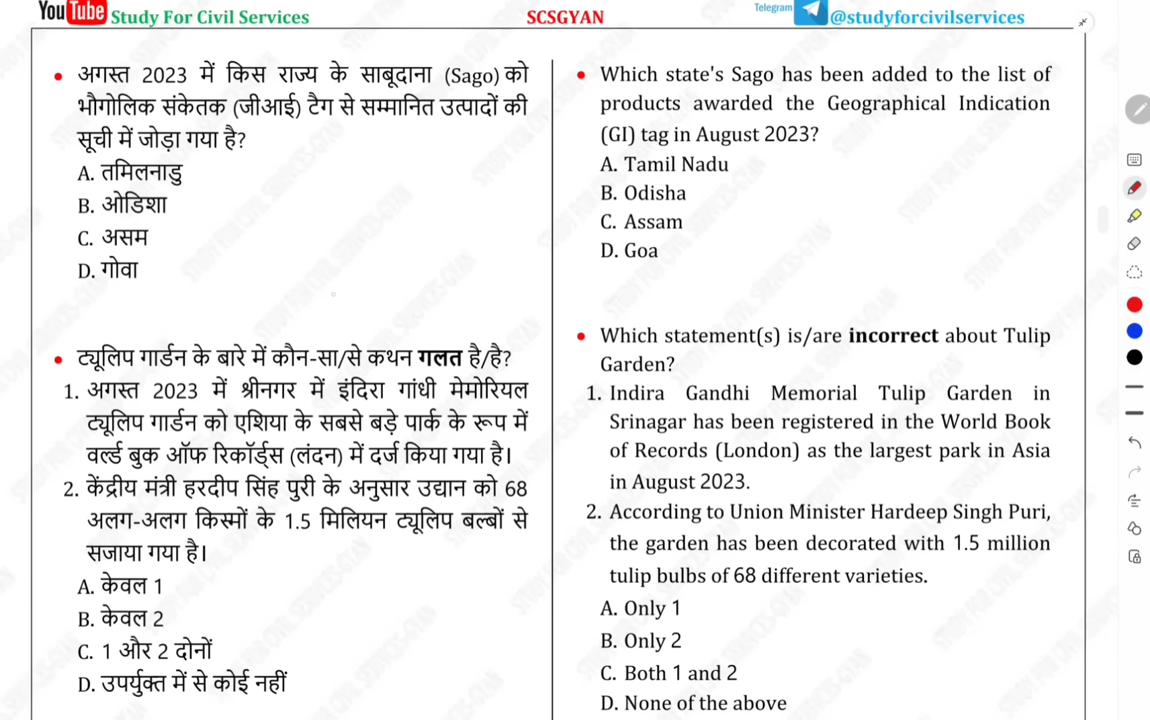 YouTube Study For Civil Services
SCSGYAN
Telegram @studyforcivilservices
• अगस्त 2023 में किस राज्य के साबूदाना (Sago) को
भौगोलिक संकेतक (जीआई) टैग से सम्मानित उत्पादों की
सूची में जोड़ा गया है?
A. तमिलनाडु
B. ओडिशा
C. असम
D. गोवा
• ट्यूलिप गार्डन के बारे में कौन-सा/से कथन गलत है/है?
1. अगस्त 2023 में श्रीनगर में इंदिरा गांधी मेमोरियल
ट्यूलिप गार्डन को एशिया के सबसे बड़े पार्क के रूप में
वर्ल्ड बुक ऑफ रिकॉर्ड्स (लंदन) में दर्ज किया गया है।
2. केंद्रीय मंत्री हरदीप सिंह पुरी के अनुसार उद्यान को 68
अलग-अलग किस्मों के 1.5 मिलियन ट्यूलिप बल्बों से
सजाया गया है।
A. केवल 1
B. केवल 2
C. 1 और 2 दोनों
D. उपर्युक्त में से कोई नहीं
• Which state's Sago has been added to the list of
products awarded the Geographical Indication
(GI) tag in August 2023?
A. Tamil Nadu
B. Odisha
C. Assam
D. Goa
• Which statement(s) is/are incorrect about Tulip
Garden?
1. Indira Gandhi Memorial Tulip Garden in
Srinagar has been registered in the World Book
of Records (London) as the largest park in Asia
in August 2023.
2. According to Union Minister Hardeep Singh Puri,
the garden has been decorated with 1.5 million
tulip bulbs of 68 different varieties.
A. Only 1
B. Only 2
C. Both 1 and 2
D. None of the above